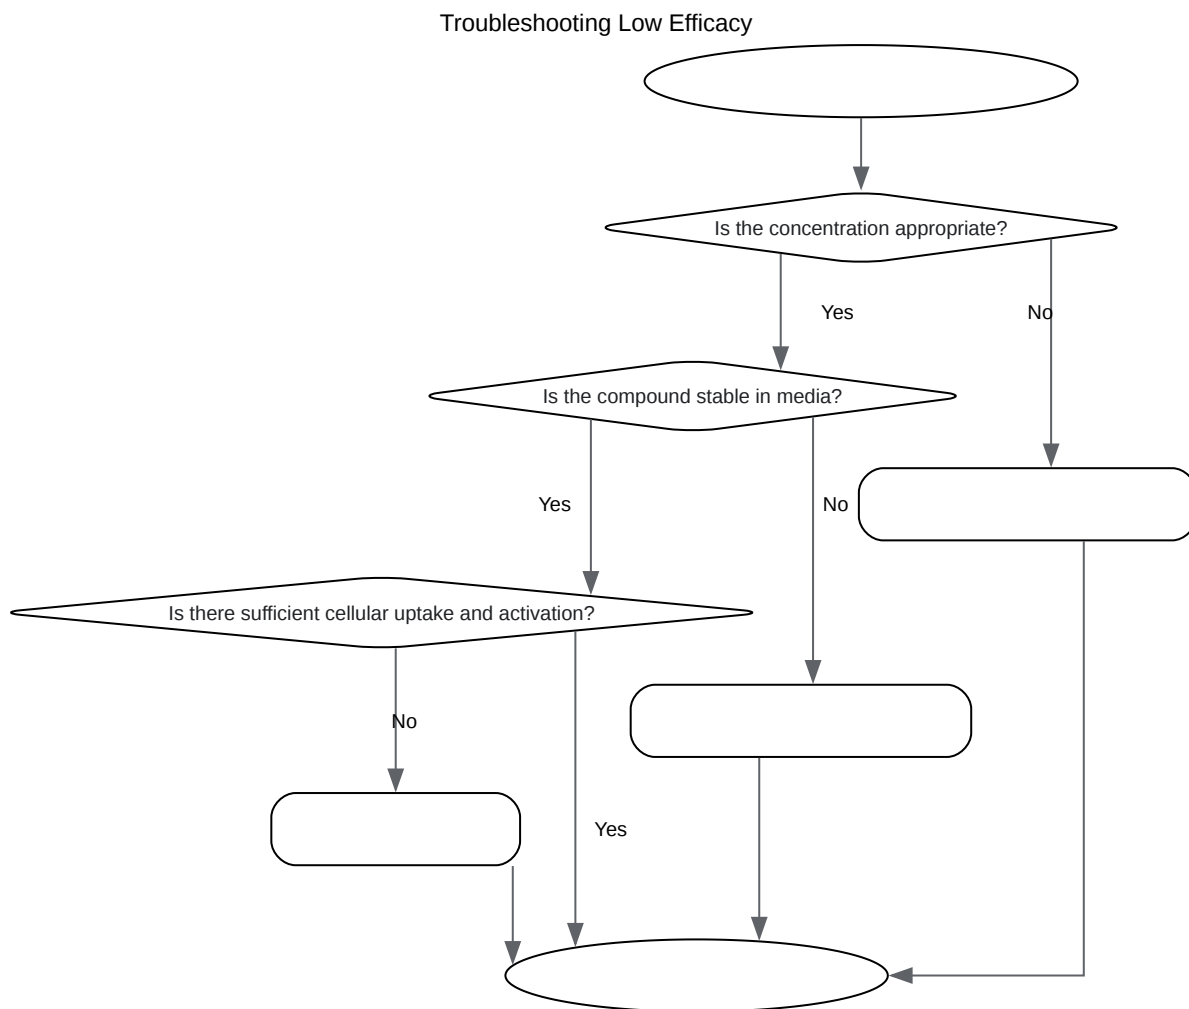 Troubleshooting Low Efficacy
Is the concentration appropriate?
Yes
No
Is the compound stable in media?
Yes
No
Is there sufficient cellular uptake and activation?
No
Yes